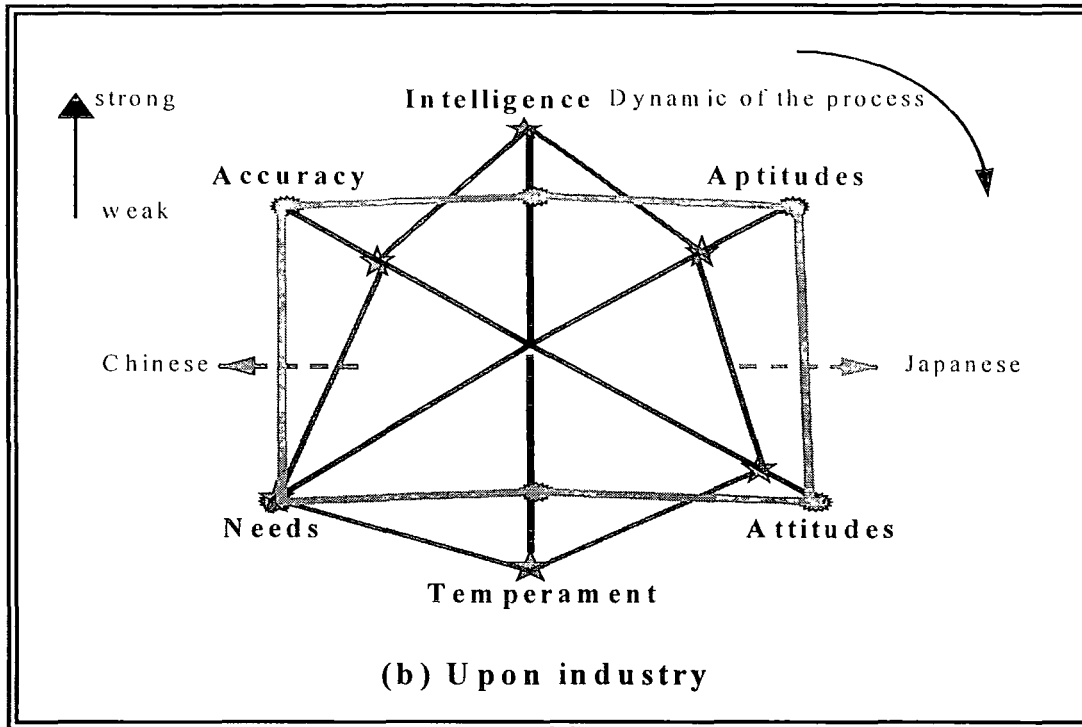 strong
Intelligence Dynamic of the process
Accuracy
Aptitudes
weak
Chinese
Japanese
Needs
Attitudes
Temperament
(b) Upon industry